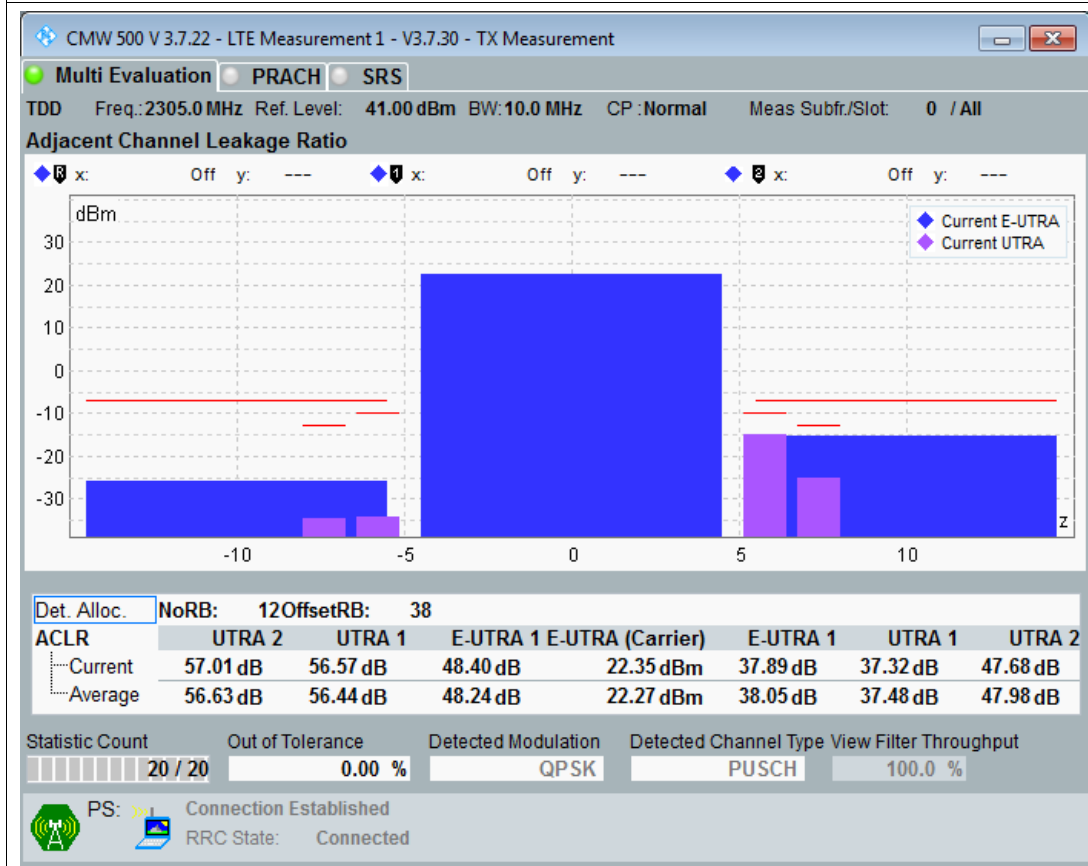 CMW 500 V 3.7.22 - LTE Measurement 1 - V3.7.30 - TX Measurement
Multi Evaluation PRACH SRS
TDD Freq.: 2305.0 MHz Ref. Level: 41.00 dBm BW: 10.0 MHz CP : Normal Meas Subfr./Slot: 0 / All
Adjacent Channel Leakage Ratio
R x: Off y: --- 1 x: Off y: --- 2 x: Off y: ---
dBm
Current E-UTRA
Current UTRA
30
20
10
0
-10
-20
-30
z
-10 -5 0 5 10
Det. Alloc. NoRB: 12 OffsetRB: 38
ACLR UTRA 2 UTRA 1 E-UTRA 1 E-UTRA (Carrier) E-UTRA 1 UTRA 1 UTRA 2
Current 57.01 dB 56.57 dB 48.40 dB 22.35 dBm 37.89 dB 37.32 dB 47.68 dB
Average 56.63 dB 56.44 dB 48.24 dB 22.27 dBm 38.05 dB 37.48 dB 47.98 dB
Statistic Count Out of Tolerance Detected Modulation Detected Channel Type View Filter Throughput
20 / 20 0.00 % QPSK PUSCH 100.0 %
PS: Connection Established
RRC State: Connected